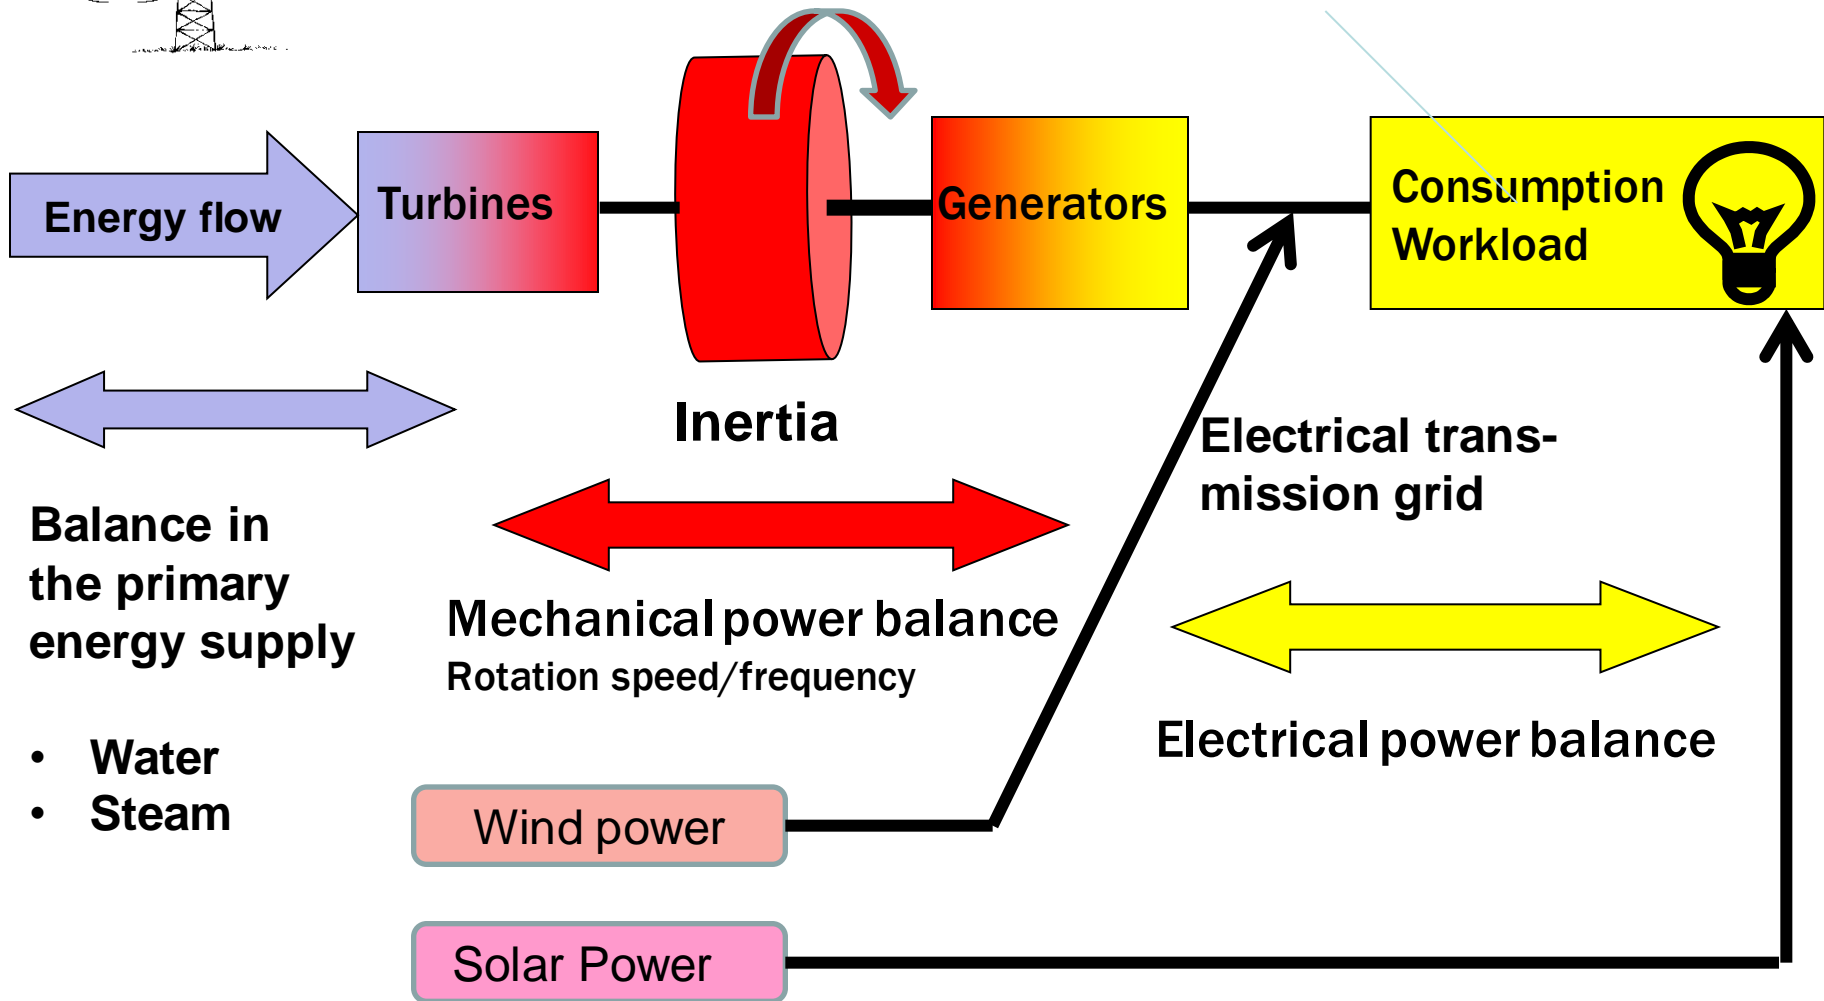 Energy flow
Turbines
Generators
Consumption
Workload
Inertia
Electrical trans-
mission grid
Balance in
the primary
energy supply
Mechanical power balance
Rotation speed/frequency
Electrical power balance
• Water
• Steam
Wind power
Solar Power